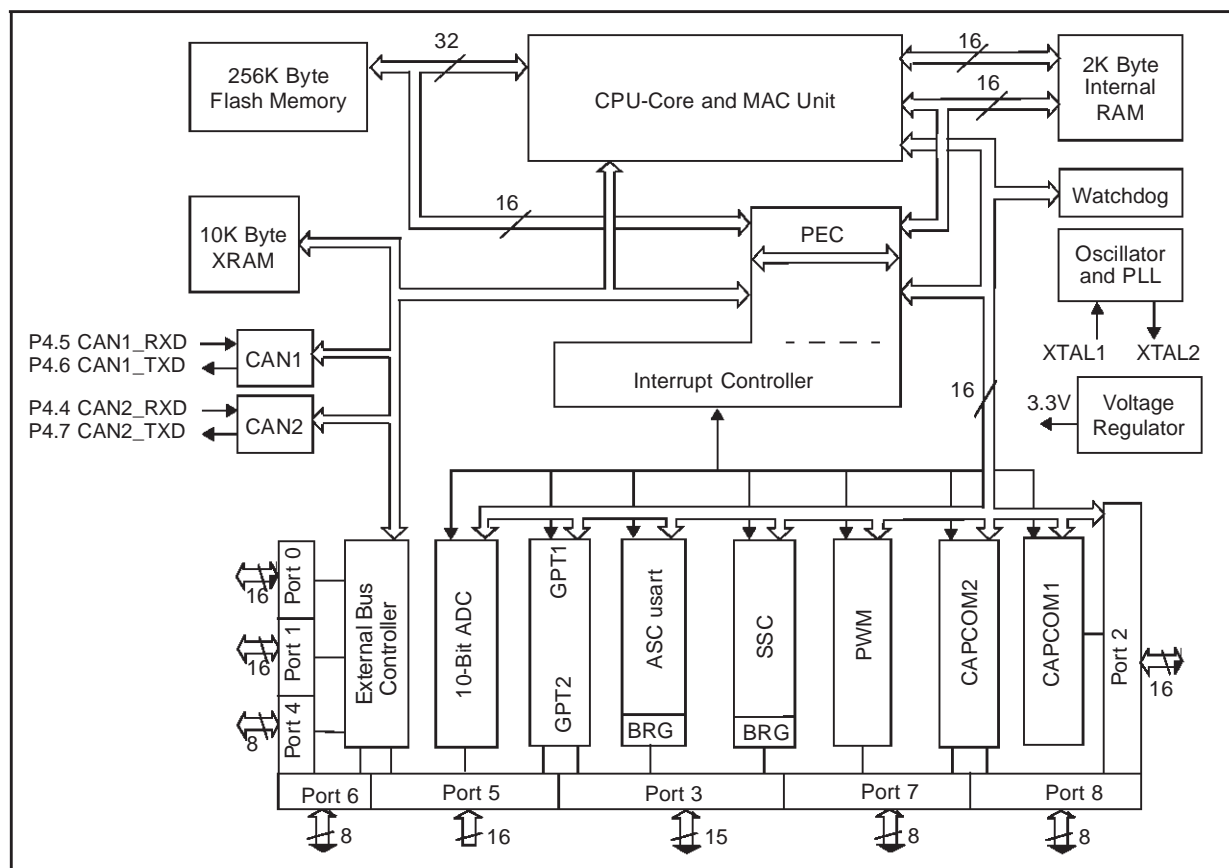 32
256K Byte
Flash Memory
CPU-Core and MAC Unit
16
16
2K Byte
Internal
RAM
Watchdog
16
PEC
10K Byte
XRAM
Oscillator
and PLL
XTAL1
XTAL2
P4.5 CAN1_RXD
P4.6 CAN1_TXD
CAN1
Interrupt Controller
16
P4.4 CAN2_RXD
P4.7 CAN2_TXD
CAN2
3.3V
Voltage
Regulator
Port 0
16
Port 1
16
Port 4
8
External Bus
Controller
10-Bit ADC
GPT1
GPT2
ASC usart
BRG
SSC
BRG
PWM
CAPCOM2
CAPCOM1
Port 2
16
Port 6
Port 5
Port 3
Port 7
Port 8
8
16
15
8
8